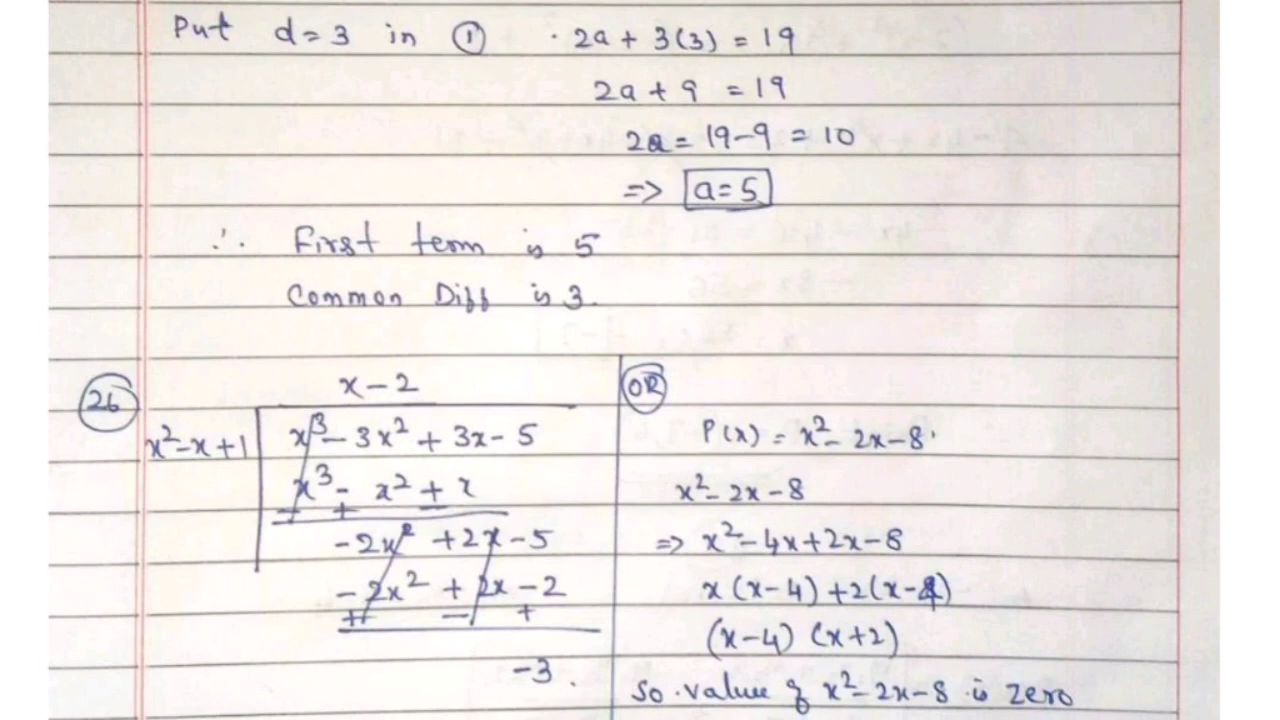 Put d = 3 in ① 2a + 3(3) = 19
2a + 9 = 19
2a = 19-9 = 10
=> a=5
∴ First term is 5
Common Diff is 3.
26
x-2
x²-x+1 x³- 3x² + 3x- 5
x³- x² + x
- + -
-2x² +2x-5
-2x² + 2x -2
+ - +
-3.
OR
P(x) = x²- 2x-8.
x²- 2x-8
=> x²-4x+2x-8
x(x-4) +2(x-4)
(x-4) (x+2)
so value of x²-2x-8 is zero